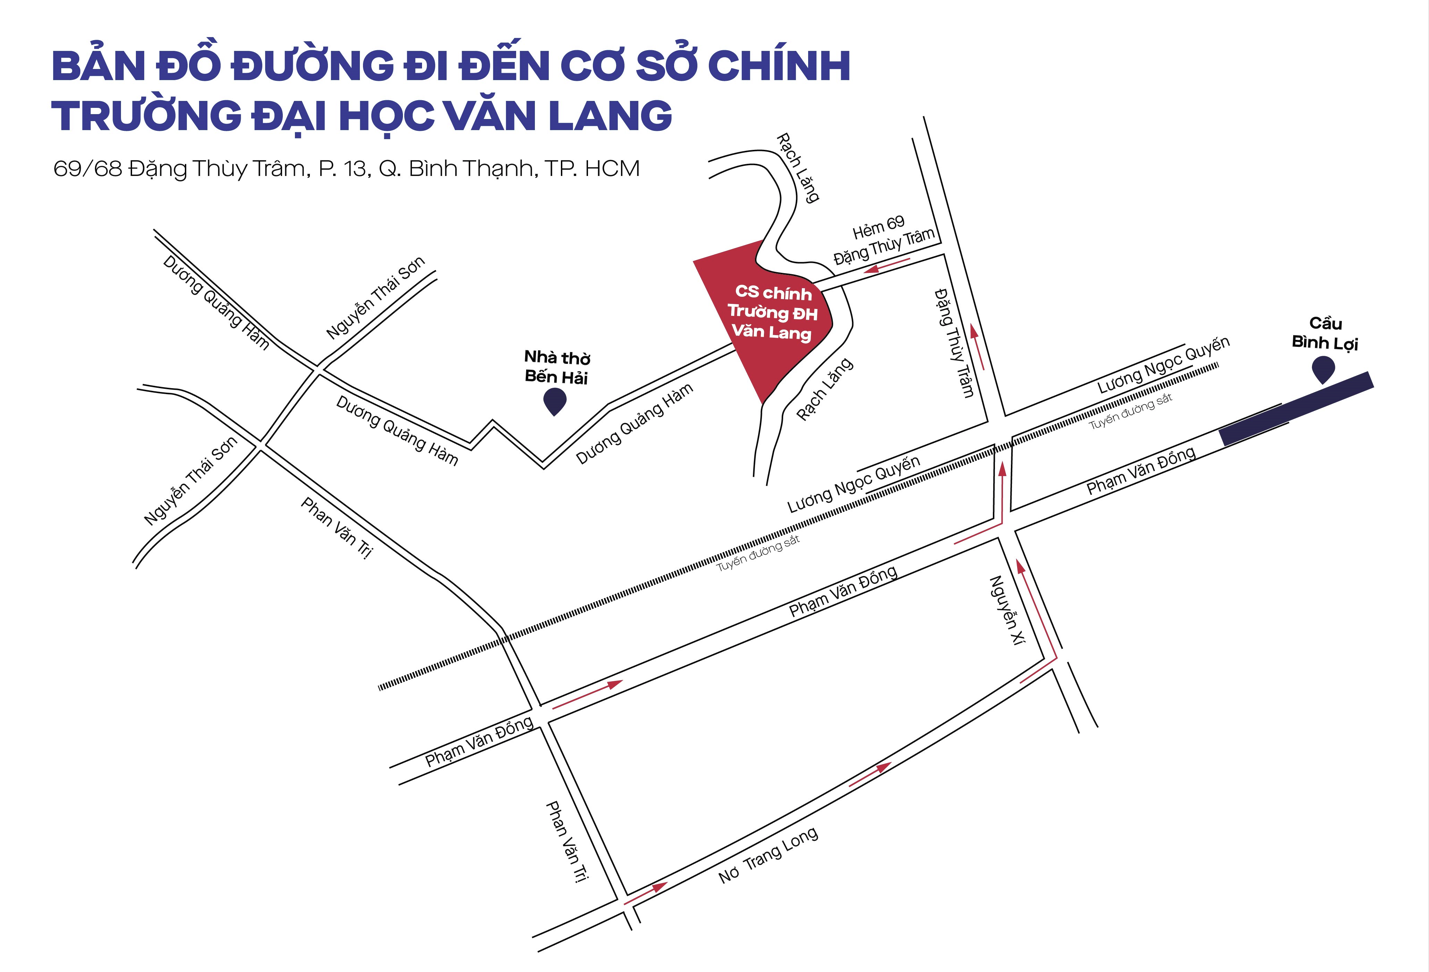 BẢN ĐỒ ĐƯỜNG ĐI ĐẾN CƠ SỞ CHÍNH
TRƯỜNG ĐẠI HỌC VĂN LANG
69/68 Đặng Thùy Trâm, P. 13, Q. Bình Thạnh, TP. HCM
Rạch Lăng
Hẻm 69
Đặng Thùy Trâm
Dương Quảng Hàm
Nguyễn Thái Sơn
CS chính
Trường ĐH
Văn Lang
Đặng Thùy Trâm
Cầu
Bình Lợi
Nhà thờ
Bến Hải
Lương Ngọc Quyến
Tuyến đường sắt
Dương Quảng Hàm
Dương Quảng Hàm
Rạch Lăng
Nguyễn Thái Sơn
Lương Ngọc Quyến
Phạm Văn Đồng
Phan Văn Trị
Tuyến đường sắt
Phạm Văn Đồng
Nguyễn Xí
Phạm Văn Đồng
Phan Văn Trị
Nơ Trang Long